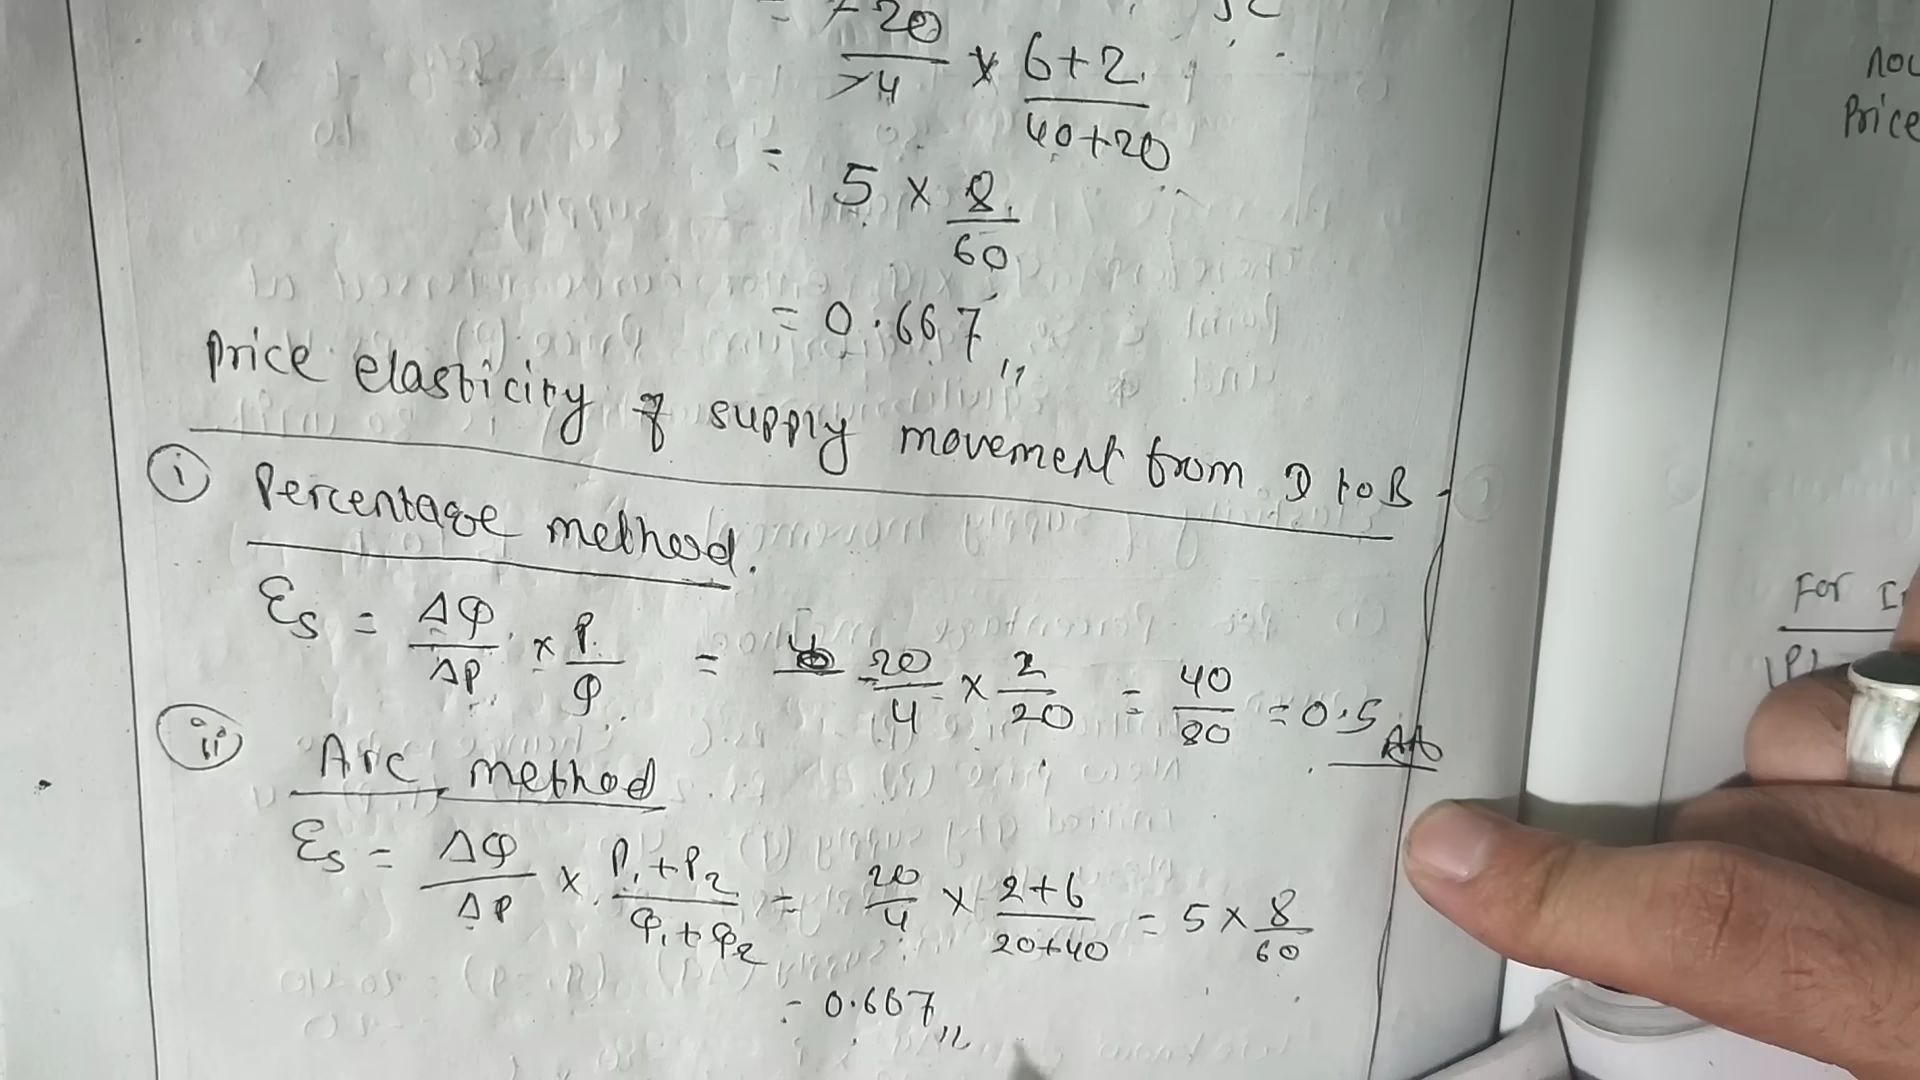 = -20/-4 × 6+2/40+20
= 5 × 8/60
= 0.667,,
Price elasticity of supply movement from D to B
(i) Percentage method.
Es = ΔQ/ΔP × P/Q = 20/4 × 2/20 = 40/80 = 0.5
(ii) Arc method
Es = ΔQ/ΔP × P1+P2/Q1+Q2 = 20/4 × 2+6/20+40 = 5 × 8/60
= 0.667,,
Price
For